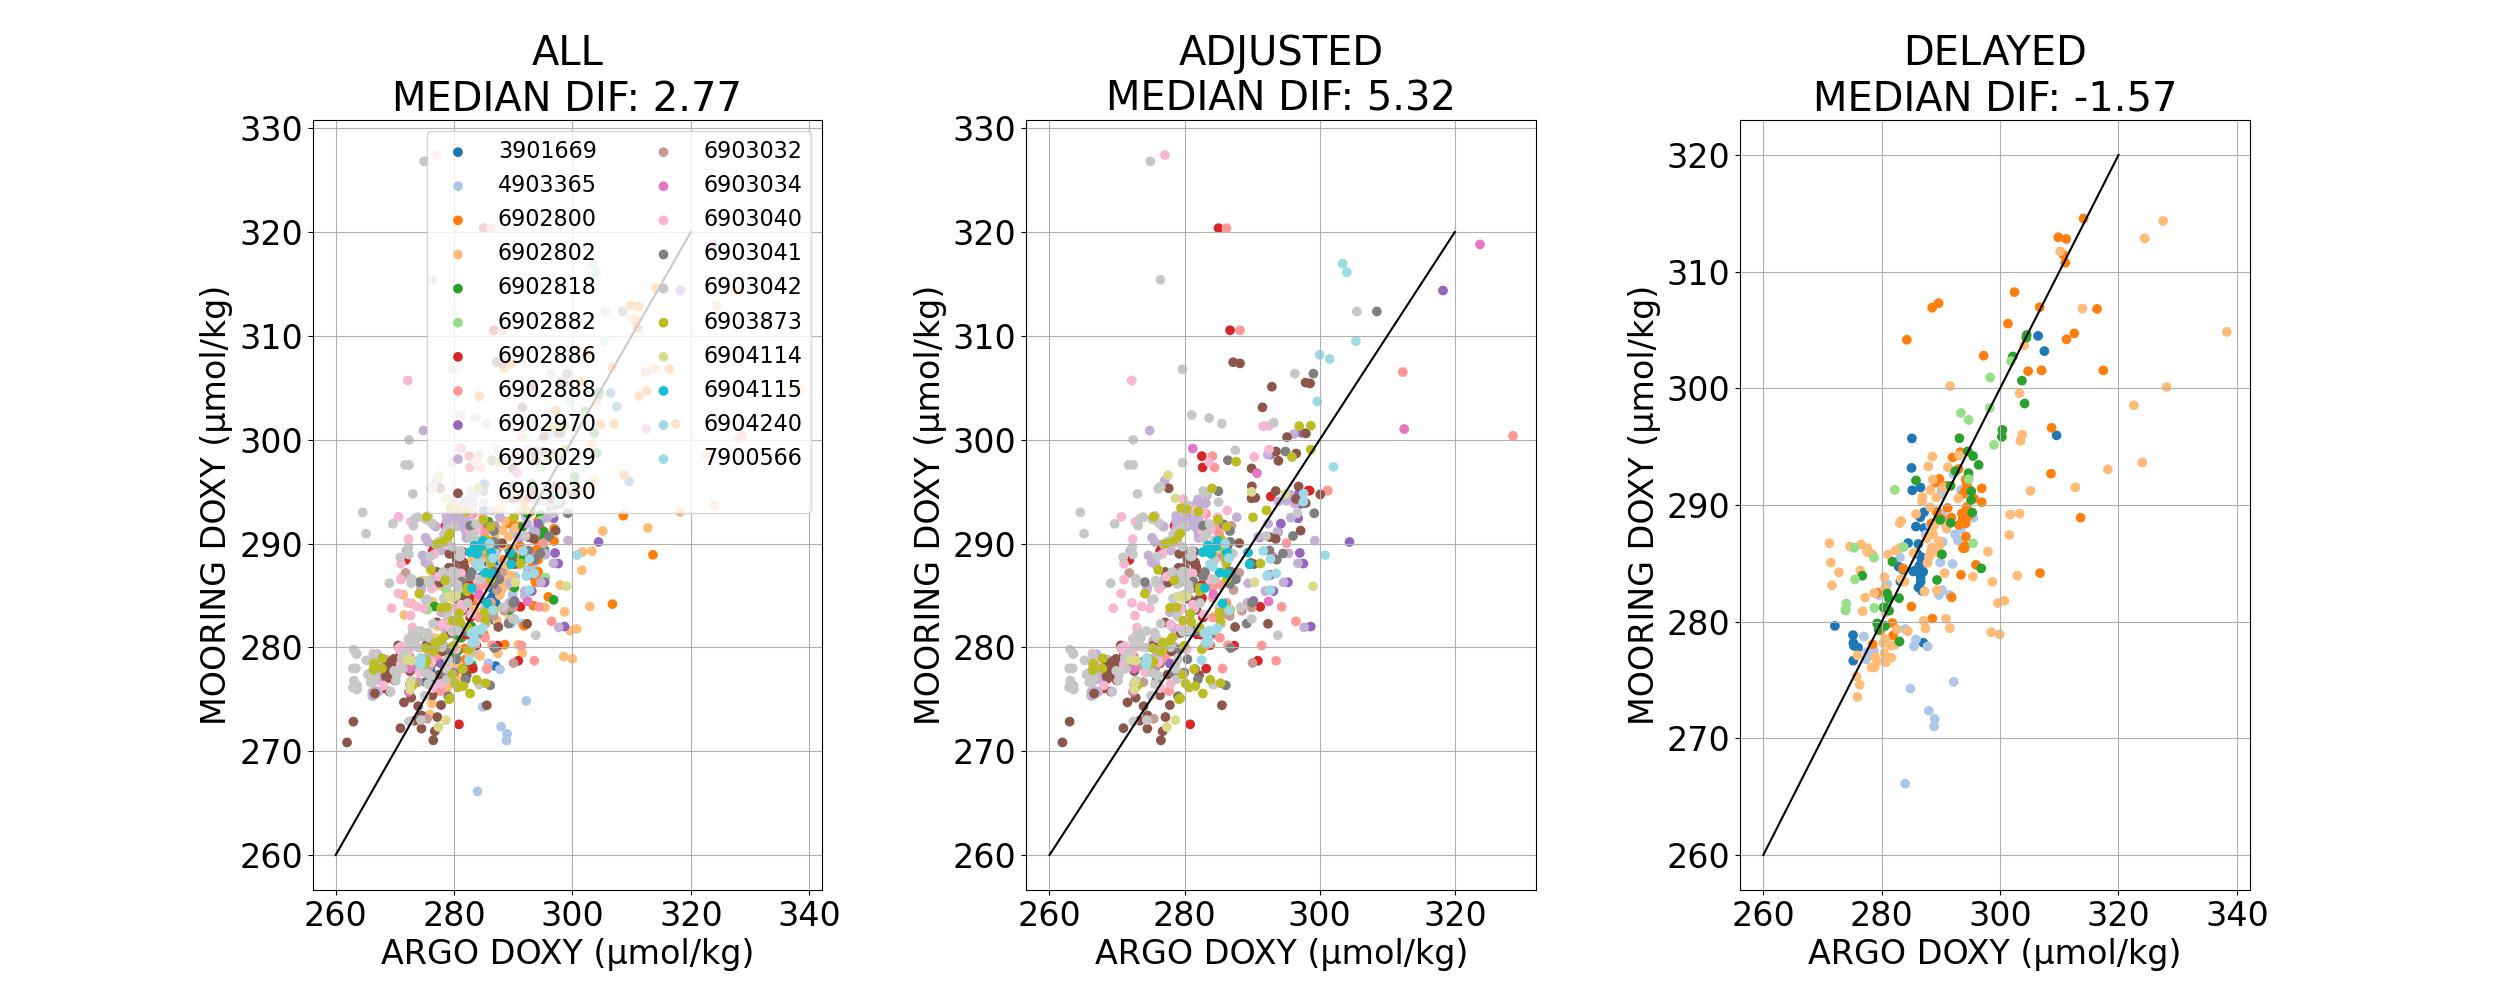 ALL
MEDIAN DIF: 2.77
330
320
310
300
290
280
270
260
MOORING DOXY (µmol/kg)
3901669
4903365
6902800
6902802
6902818
6902882
6902886
6902888
6902970
6903029
6903030
6903032
6903034
6903040
6903041
6903042
6903873
6904114
6904115
6904240
7900566
260 280 300 320 340
ARGO DOXY (µmol/kg)
ADJUSTED
MEDIAN DIF: 5.32
330
320
310
300
290
280
270
260
MOORING DOXY (µmol/kg)
260 280 300 320
ARGO DOXY (µmol/kg)
DELAYED
MEDIAN DIF: -1.57
320
310
300
290
280
270
260
MOORING DOXY (µmol/kg)
260 280 300 320 340
ARGO DOXY (µmol/kg)